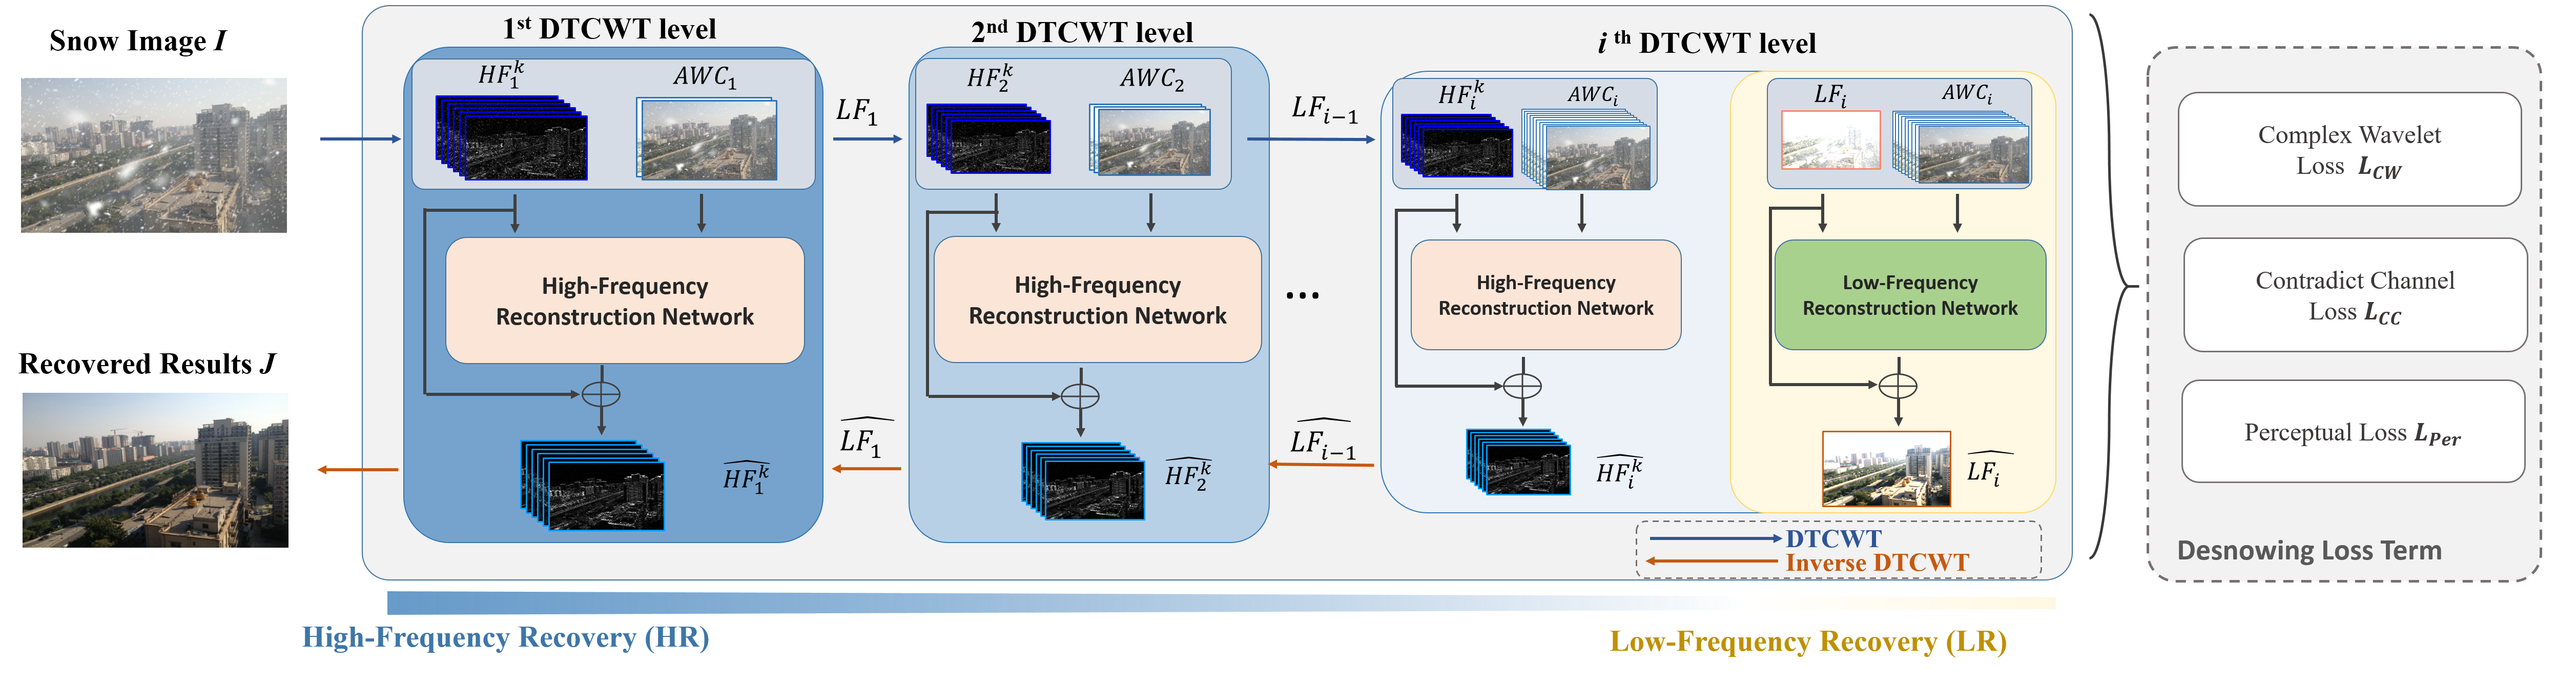 Snow Image I
Recovered Results J
1st DTCWT level
HF_1^k
AWC_1
High-Frequency
Reconstruction Network
\widehat{HF_1^k}
LF_1
\widehat{LF_1}
2nd DTCWT level
HF_2^k
AWC_2
High-Frequency
Reconstruction Network
\widehat{HF_2^k}
...
LF_{i-1}
\widehat{LF_{i-1}}
i th DTCWT level
HF_i^k
AWC_i
High-Frequency
Reconstruction Network
\widehat{HF_i^k}
LF_i
AWC_i
Low-Frequency
Reconstruction Network
\widehat{LF_i}
DTCWT
Inverse DTCWT
High-Frequency Recovery (HR)
Low-Frequency Recovery (LR)
Complex Wavelet
Loss L_{CW}
Contradict Channel
Loss L_{CC}
Perceptual Loss L_{Per}
Desnowing Loss Term